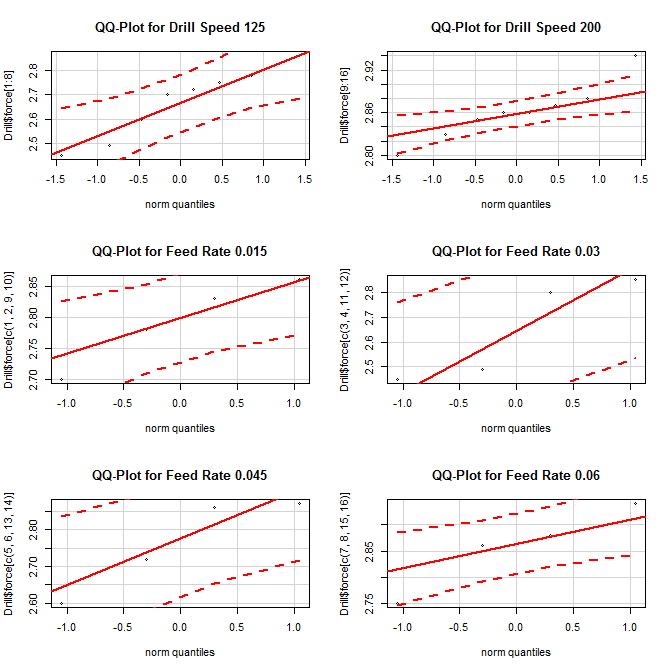 QQ-Plot for Drill Speed 125
Drill$force[1:8]
2.8
2.7
2.6
2.5
-1.5 -1.0 -0.5 0.0 0.5 1.0 1.5
norm quantiles
QQ-Plot for Drill Speed 200
Drill$force[9:16]
2.92
2.86
2.80
-1.5 -1.0 -0.5 0.0 0.5 1.0 1.5
norm quantiles
QQ-Plot for Feed Rate 0.015
Drill$force[c(1, 2, 9, 10)]
2.85
2.80
2.75
2.70
-1.0 -0.5 0.0 0.5 1.0
norm quantiles
QQ-Plot for Feed Rate 0.03
Drill$force[c(3, 4, 11, 12)]
2.8
2.7
2.6
2.5
-1.0 -0.5 0.0 0.5 1.0
norm quantiles
QQ-Plot for Feed Rate 0.045
Drill$force[c(5, 6, 13, 14)]
2.80
2.70
2.60
-1.0 -0.5 0.0 0.5 1.0
norm quantiles
QQ-Plot for Feed Rate 0.06
Drill$force[c(7, 8, 15, 16)]
2.85
2.75
-1.0 -0.5 0.0 0.5 1.0
norm quantiles